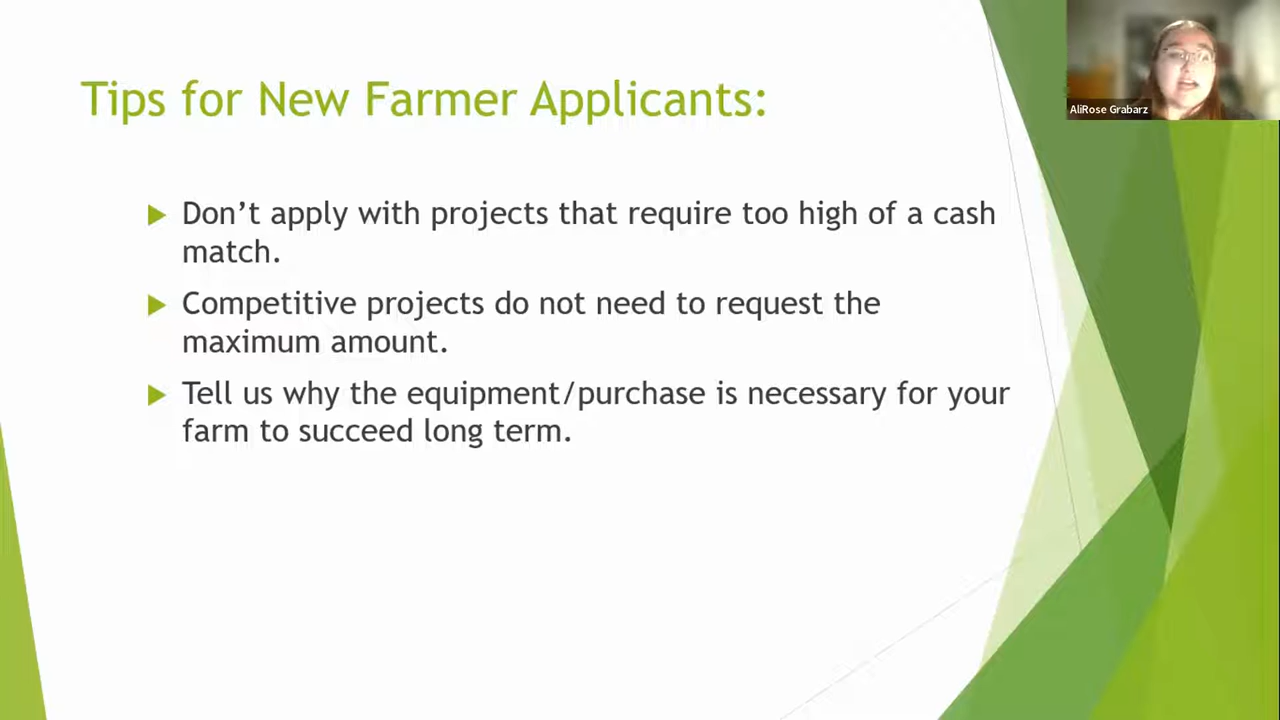 Tips for New Farmer Applicants:
Don’t apply with projects that require too high of a cash
match.
Competitive projects do not need to request the
maximum amount.
Tell us why the equipment/purchase is necessary for your
farm to succeed long term.
AliRose Grabarz